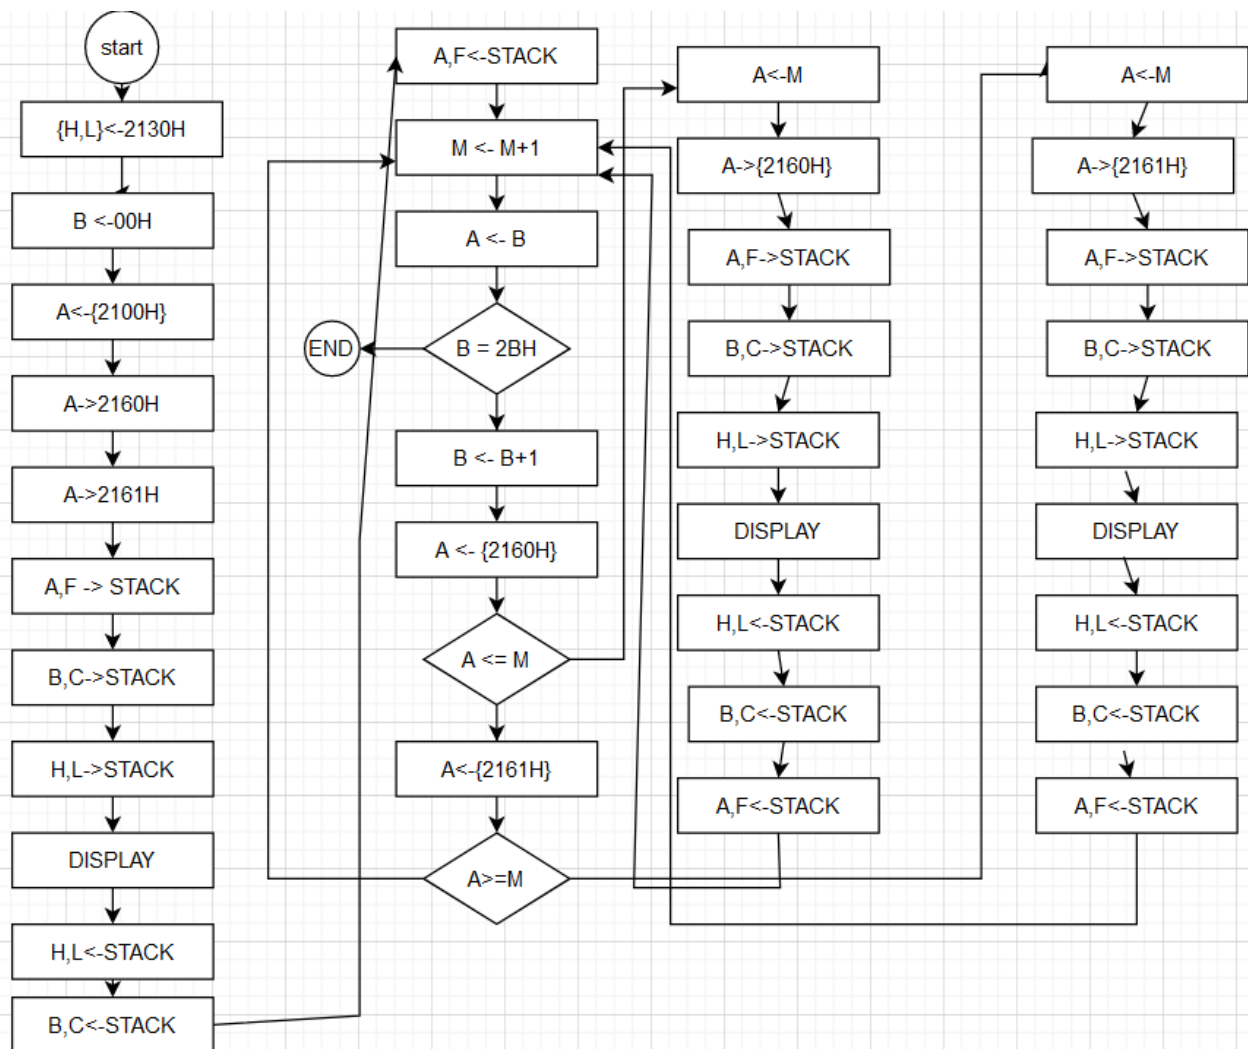 start
{H,L}<-2130H
B <-00H
A<-{2100H}
A->2160H
A->2161H
A,F -> STACK
B,C->STACK
H,L->STACK
DISPLAY
H,L<-STACK
B,C<-STACK
A,F<-STACK
M <- M+1
A <- B
B = 2BH
END
B <- B+1
A <- {2160H}
A <= M
A<-{2161H}
A>=M
A<-M
A->{2160H}
A,F->STACK
B,C->STACK
H,L->STACK
DISPLAY
H,L<-STACK
B,C<-STACK
A,F<-STACK
A<-M
A->{2161H}
A,F->STACK
B,C->STACK
H,L->STACK
DISPLAY
H,L<-STACK
B,C<-STACK
A,F<-STACK